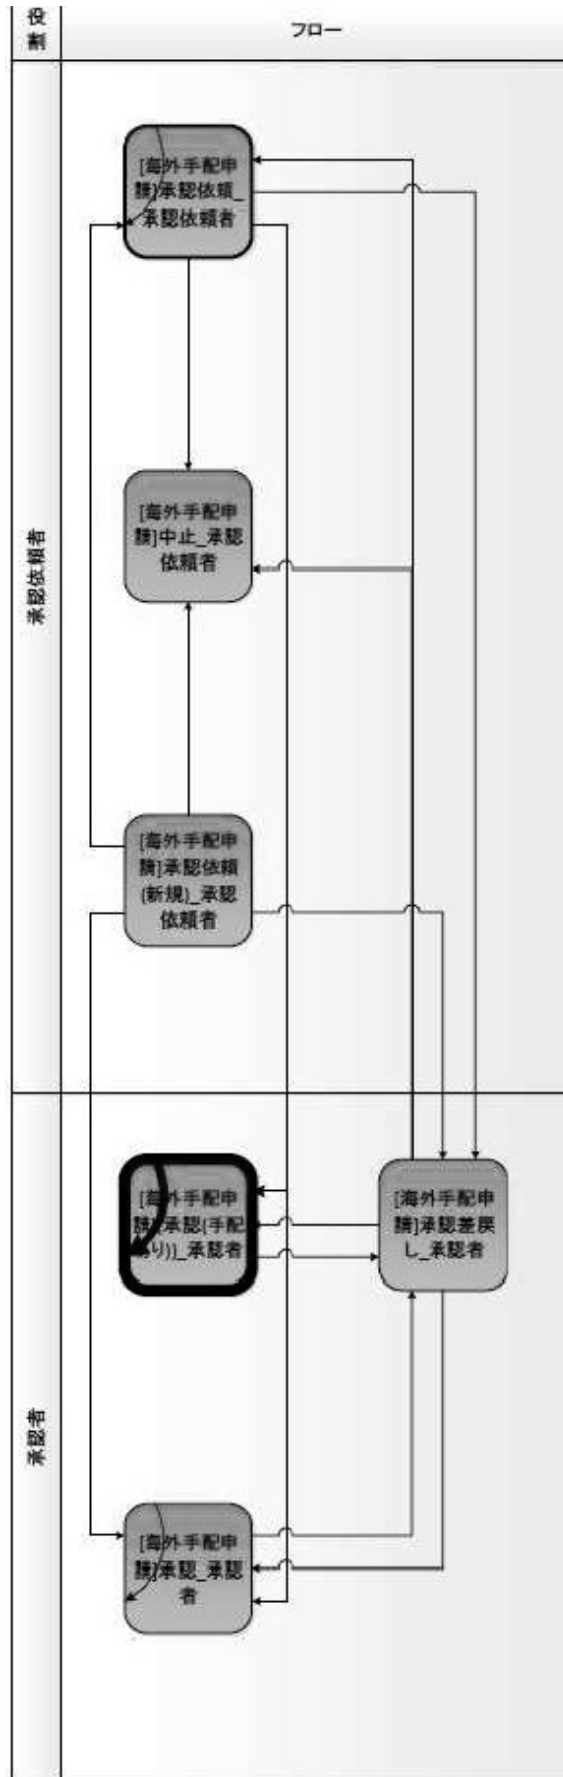 役
割
フロー
承認依頼者
[海外手配申
請]承認依頼_
承認依頼者
[海外手配申
請]中止_承認
依頼者
[海外手配申
請]承認依頼
(新規)_承認
依頼者
承認者
[海外手配申
請][承認(手配
あり)]_承認者
[海外手配申
請]承認差戻
し_承認者
[海外手配申
請]承認_承認
者